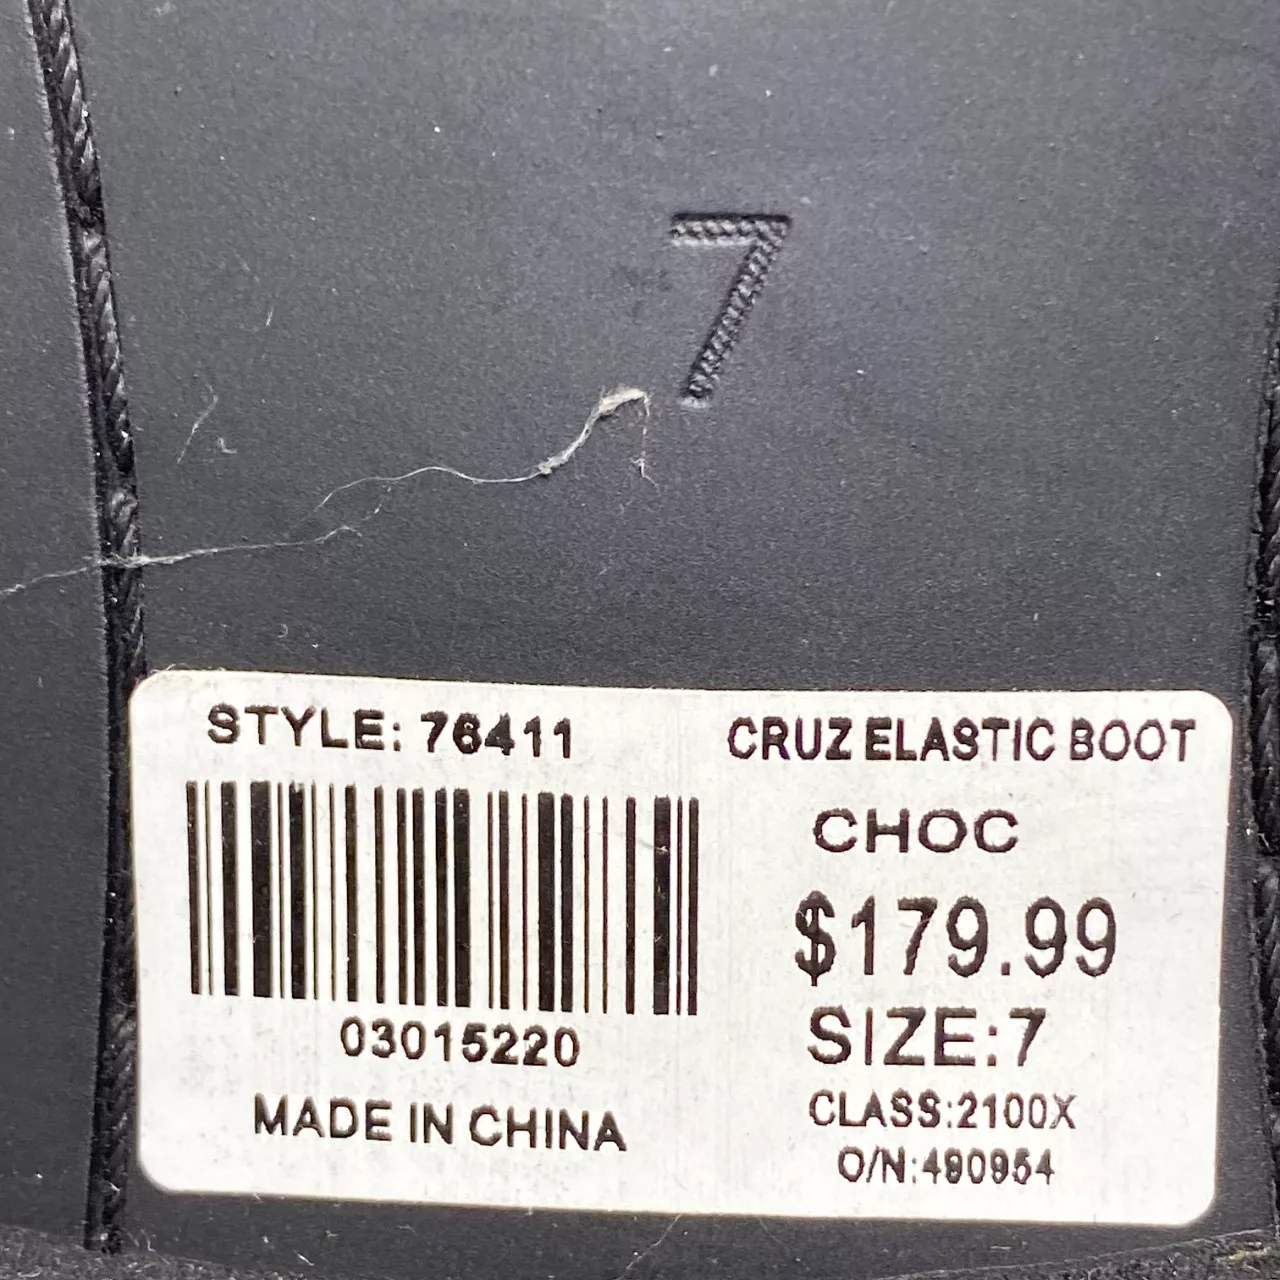 7
STYLE: 76411
CRUZ ELASTIC BOOT
CHOC
$179.99
03015220
SIZE:7
MADE IN CHINA
CLASS:2100X
O/N:490954